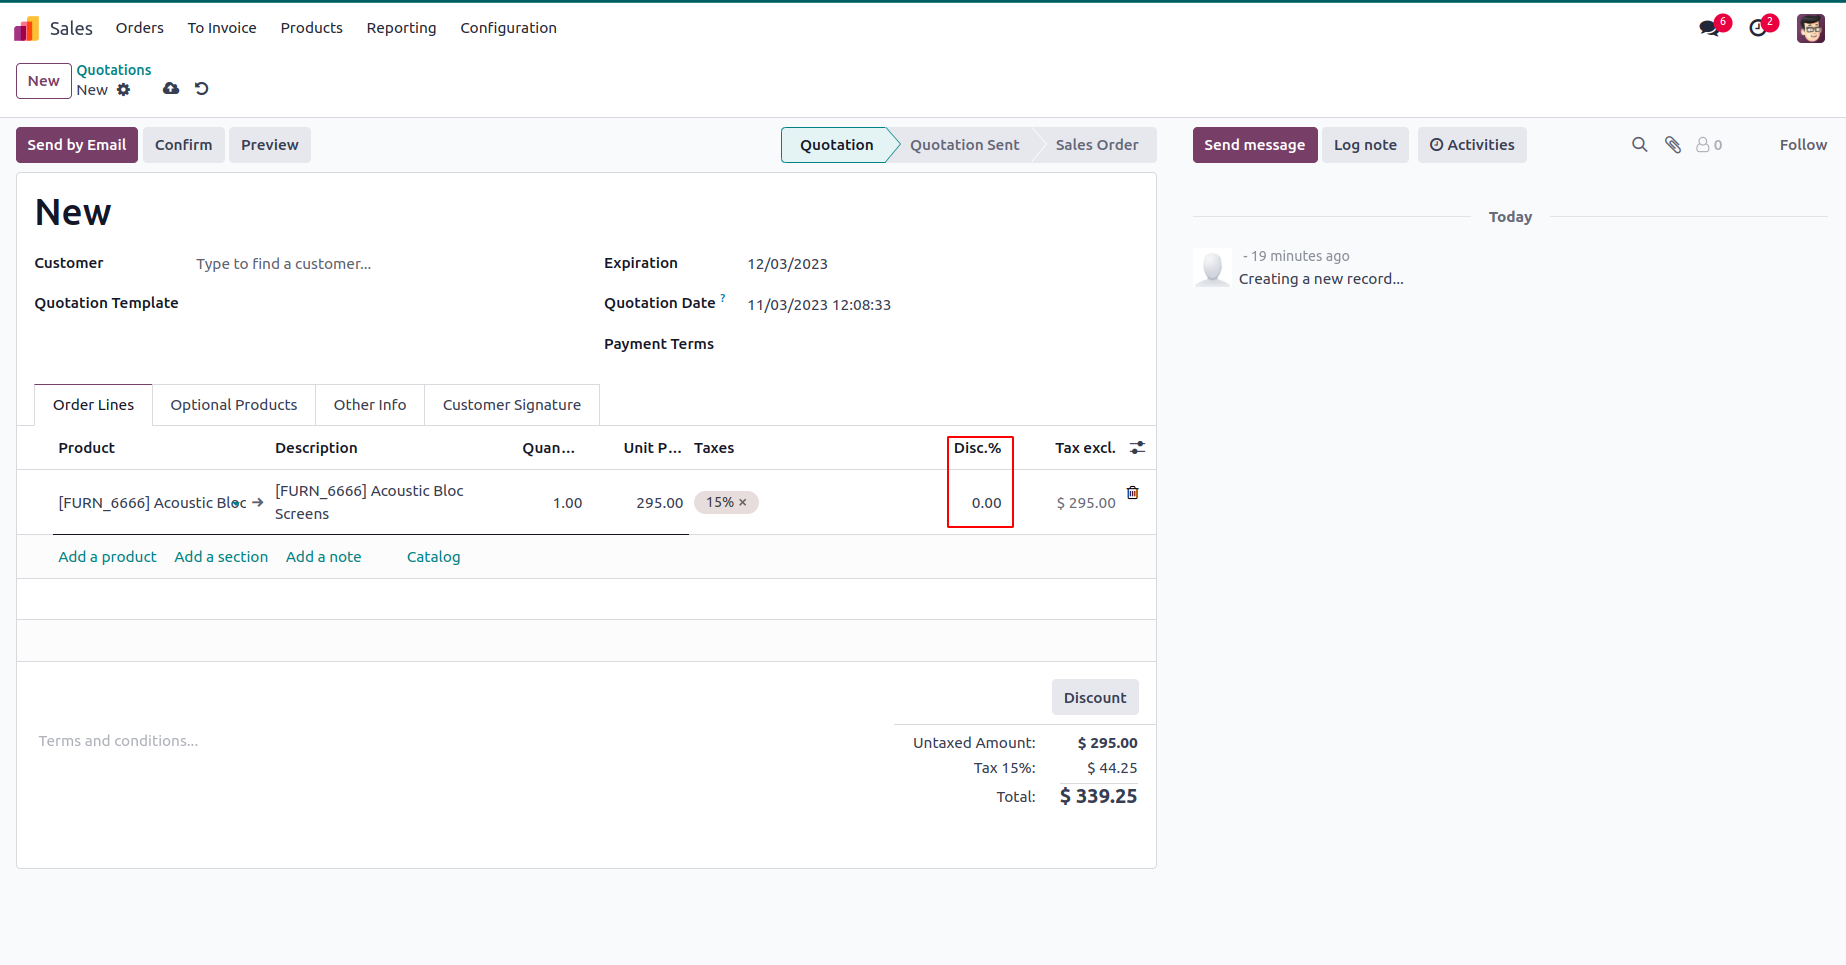 Sales Orders To Invoice Products Reporting Configuration 6 2
New Quotations
New
Send by Email Confirm Preview Quotation Quotation Sent Sales Order Send message Log note Activities 0 Follow
New
Customer Type to find a customer... Expiration 12/03/2023
Quotation Template Quotation Date ? 11/03/2023 12:08:33
Payment Terms
Today
- 19 minutes ago
Creating a new record...
Order Lines Optional Products Other Info Customer Signature
Product Description Quan... Unit P... Taxes Disc.% Tax excl.
[FURN_6666] Acoustic Bloc [FURN_6666] Acoustic Bloc Screens 1.00 295.00 15% × 0.00 $ 295.00
Add a product Add a section Add a note Catalog
Discount
Terms and conditions...
Untaxed Amount: $ 295.00
Tax 15%: $ 44.25
Total: $ 339.25